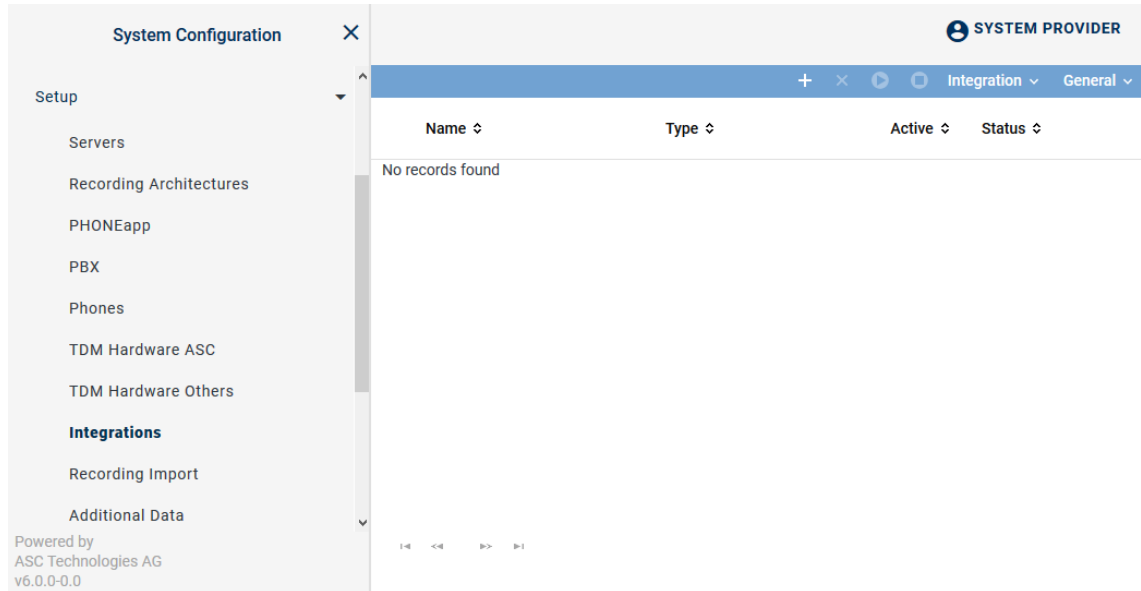 System Configuration
SYSTEM PROVIDER
Integration
General
Setup
Name
Type
Active
Status
Servers
No records found
Recording Architectures
PHONEapp
PBX
Phones
TDM Hardware ASC
TDM Hardware Others
Integrations
Recording Import
Additional Data
Powered by
ASC Technologies AG
v6.0.0-0.0